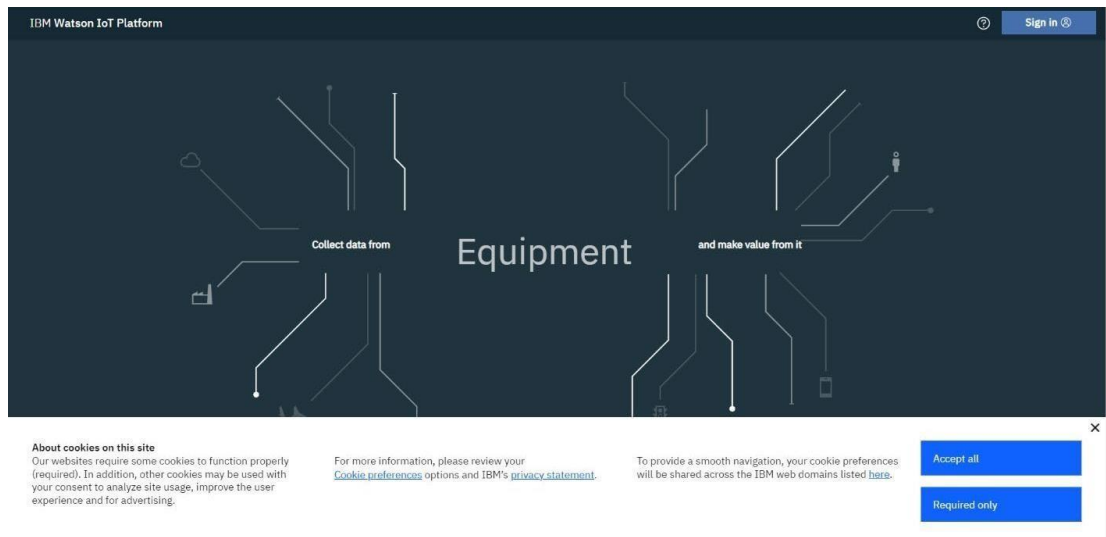 IBM Watson IoT Platform
Sign in
Collect data from
Equipment
and make value from it
About cookies on this site
Our websites require some cookies to function properly
(required). In addition, other cookies may be used with
your consent to analyze site usage, improve the user
experience and for advertising.
For more information, please review your
Cookie preferences options and IBM's privacy statement.
To provide a smooth navigation, your cookie preferences
will be shared across the IBM web domains listed here.
Accept all
Required only